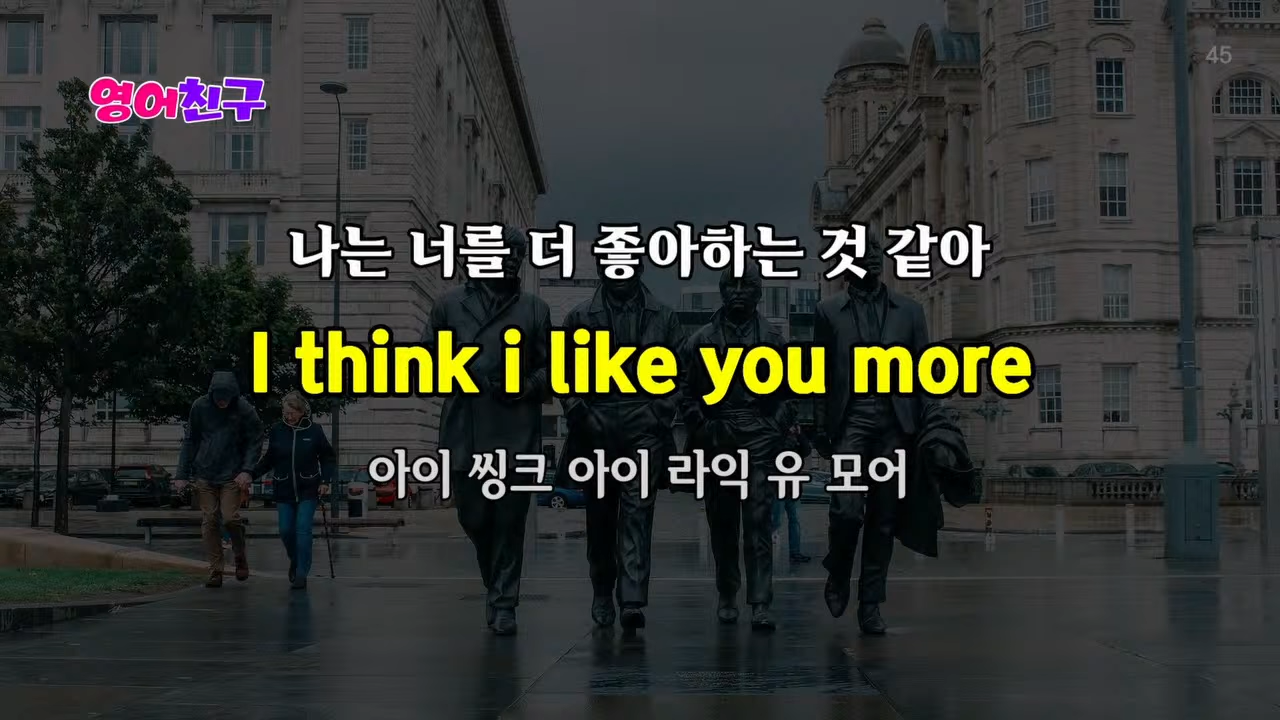 45
영어친구
나는 너를 더 좋아하는 것 같아
I think i like you more
아이 씽크 아이 라익 유 모어